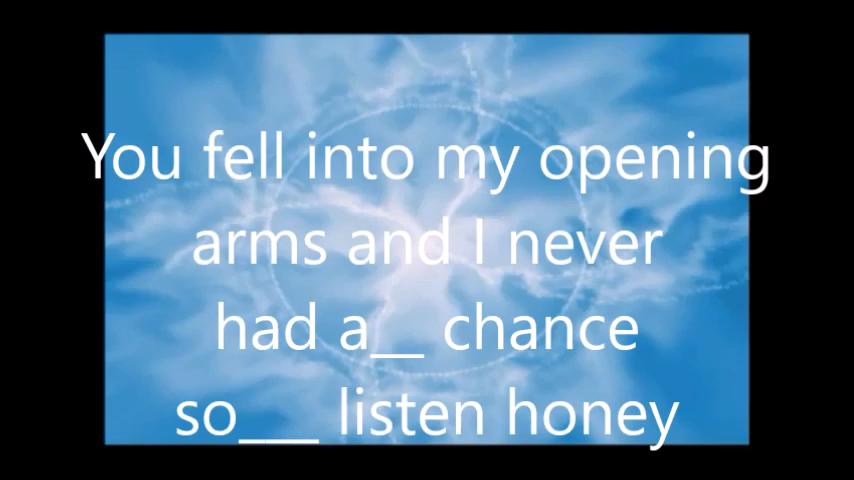 You fell into my opening
arms and I never
had a__ chance
so___ listen honey